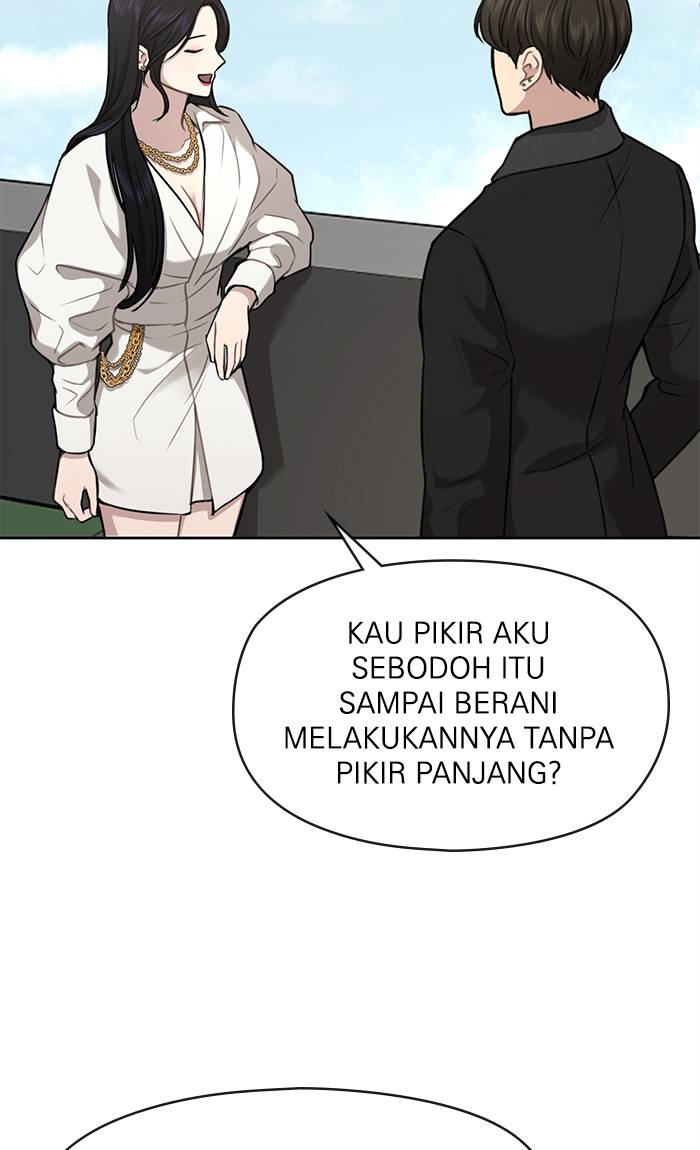 KAU PIKIR AKU
SEBODOH ITU
SAMPAI BERANI
MELAKUKANNYA TANPA
PIKIR PANJANG?